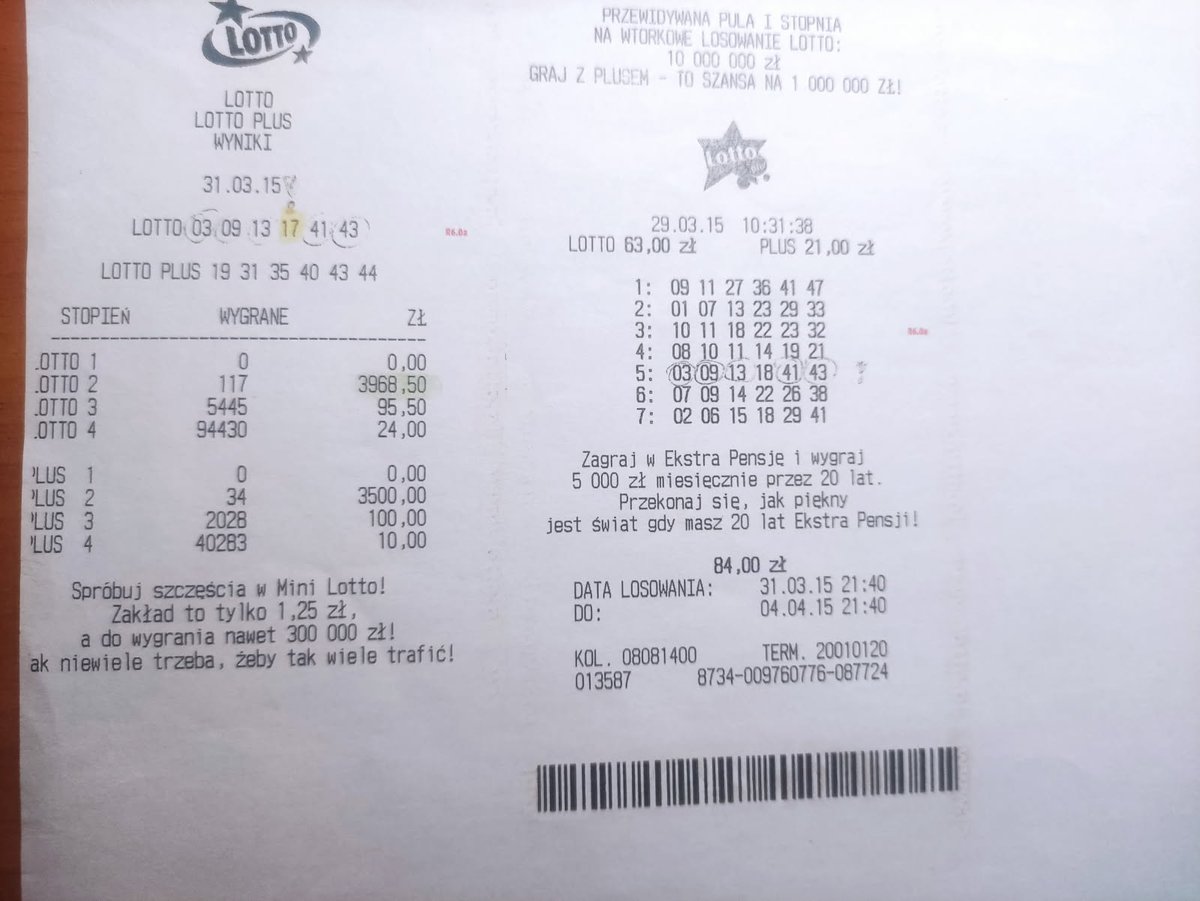 LOTTO
LOTTO
LOTTO PLUS
WYNIKI
31.03.15
LOTTO 03 09 13 17 41 43
LOTTO PLUS 19 31 35 40 43 44
STOPIEŃ WYGRANE ZŁ
.OTTO 1 0 0,00
.OTTO 2 117 3968,50
.OTTO 3 5445 95,50
.OTTO 4 94430 24,00
'LUS 1 0 0,00
'LUS 2 34 3500,00
'LUS 3 2028 100,00
'LUS 4 40283 10,00
Spróbuj szczęścia w Mini Lotto!
Zakład to tylko 1,25 zł,
a do wygrania nawet 300 000 zł!
ak niewiele trzeba, żeby tak wiele trafić!
PRZEWIDYWANA PULA I STOPNIA
NA WTORKOWE LOSOWANIE LOTTO:
10 000 000 zł
GRAJ Z PLUSEM - TO SZANSA NA 1 000 000 ZŁ!
Lotto
29.03.15 10:31:38
LOTTO 63,00 zł PLUS 21,00 zł
1: 09 11 27 36 41 47
2: 01 07 13 23 29 33
3: 10 11 18 22 23 32
4: 08 10 11 14 19 21
5: 03 09 13 18 41 43
6: 07 09 14 22 26 38
7: 02 06 15 18 29 41
Zagraj w Ekstra Pensję i wygraj
5 000 zł miesięcznie przez 20 lat.
Przekonaj się, jak piękny
jest świat gdy masz 20 lat Ekstra Pensji!
84,00 zł
DATA LOSOWANIA: 31.03.15 21:40
DO: 04.04.15 21:40
KOL. 08081400 TERM. 20010120
013587 8734-009760776-087724